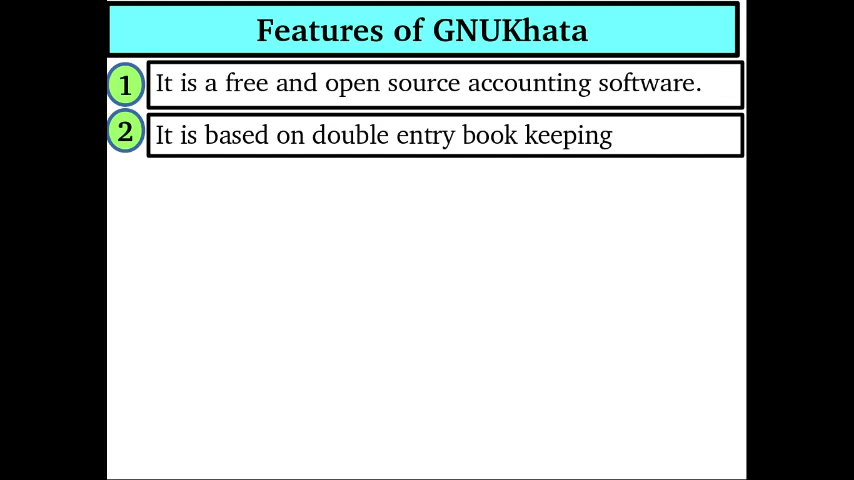 Features of GNUKhata
1 It is a free and open source accounting software.
2 It is based on double entry book keeping